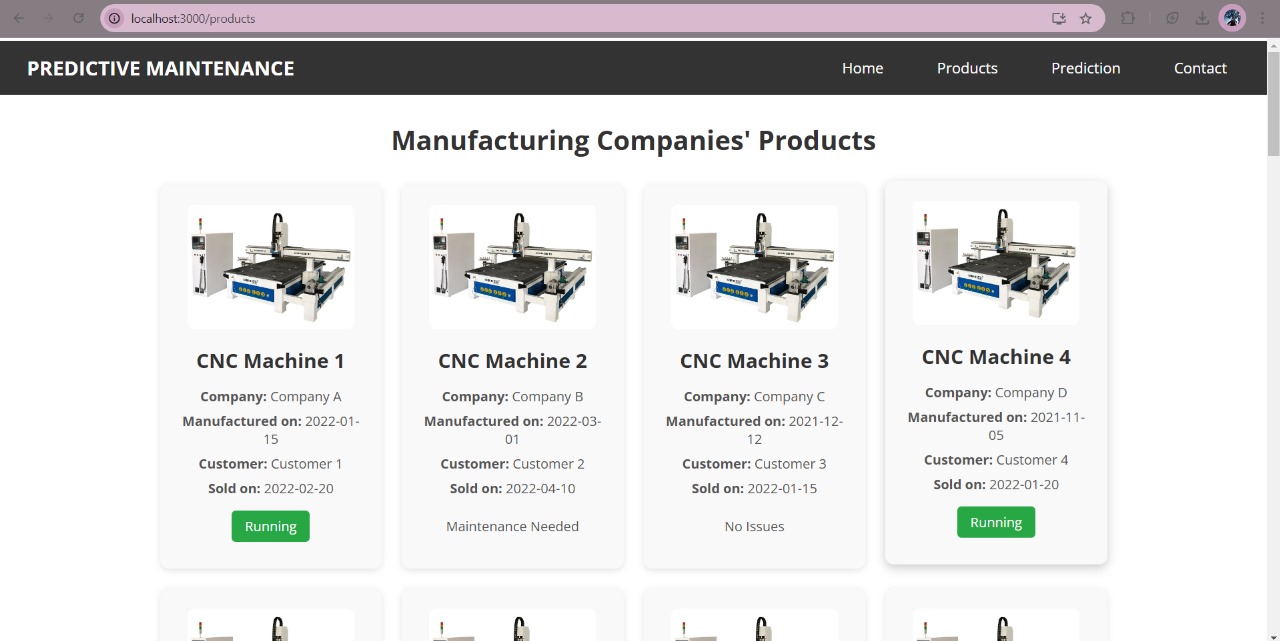 localhost:3000/products
PREDICTIVE MAINTENANCE
Home
Products
Prediction
Contact
Manufacturing Companies' Products
CNC Machine 1
Company: Company A
Manufactured on: 2022-01-
15
Customer: Customer 1
Sold on: 2022-02-20
Running
CNC Machine 2
Company: Company B
Manufactured on: 2022-03-
01
Customer: Customer 2
Sold on: 2022-04-10
Maintenance Needed
CNC Machine 3
Company: Company C
Manufactured on: 2021-12-
12
Customer: Customer 3
Sold on: 2022-01-15
No Issues
CNC Machine 4
Company: Company D
Manufactured on: 2021-11-
05
Customer: Customer 4
Sold on: 2022-01-20
Running